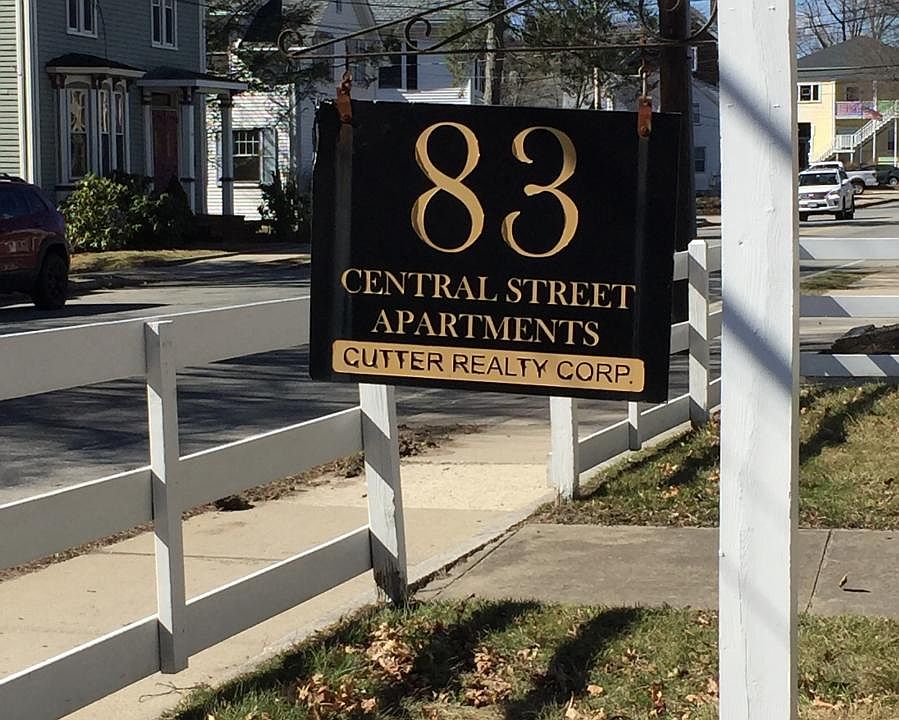 83
CENTRAL STREET
APARTMENTS
CUTTER REALTY CORP.